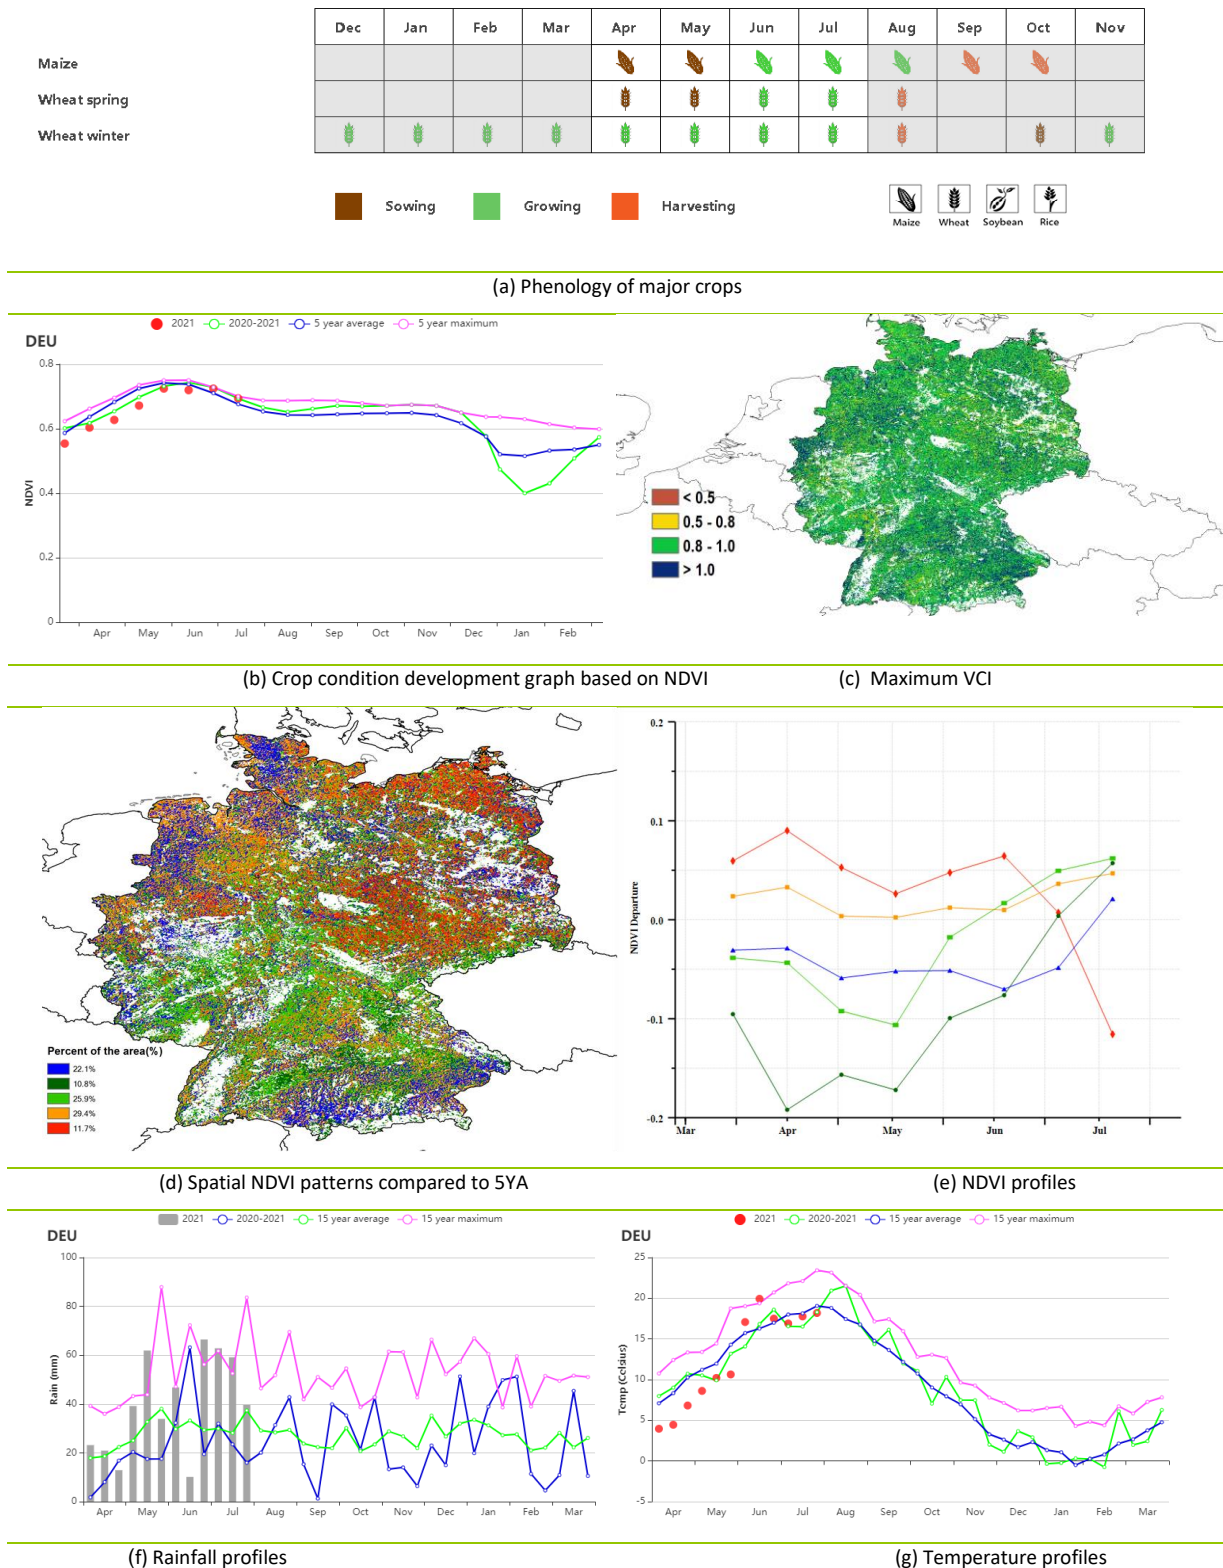 Dec Jan Feb Mar Apr May Jun Jul Aug Sep Oct Nov
Maize
Wheat spring
Wheat winter
Sowing Growing Harvesting
Maize Wheat Soybean Rice
(a) Phenology of major crops
2021 2020-2021 5 year average 5 year maximum
DEU
0.8
0.6
0.4
0.2
0
NDVI
Apr May Jun Jul Aug Sep Oct Nov Dec Jan Feb
< 0.5
0.5 - 0.8
0.8 - 1.0
> 1.0
(b) Crop condition development graph based on NDVI
(c) Maximum VCI
Percent of the area(%)
22.1%
10.8%
25.9%
29.4%
11.7%
0.2
0.1
0.0
-0.1
-0.2
NDVI Departure
Mar Apr May Jun Jul
(d) Spatial NDVI patterns compared to 5YA
(e) NDVI profiles
2021 2020-2021 15 year average 15 year maximum
DEU
100
80
60
40
20
0
Rain (mm)
Apr May Jun Jul Aug Sep Oct Nov Dec Jan Feb Mar
2021 2020-2021 15 year average 15 year maximum
DEU
25
20
15
10
5
0
-5
Temp (Celsius)
Apr May Jun Jul Aug Sep Oct Nov Dec Jan Feb Mar
(f) Rainfall profiles
(g) Temperature profiles